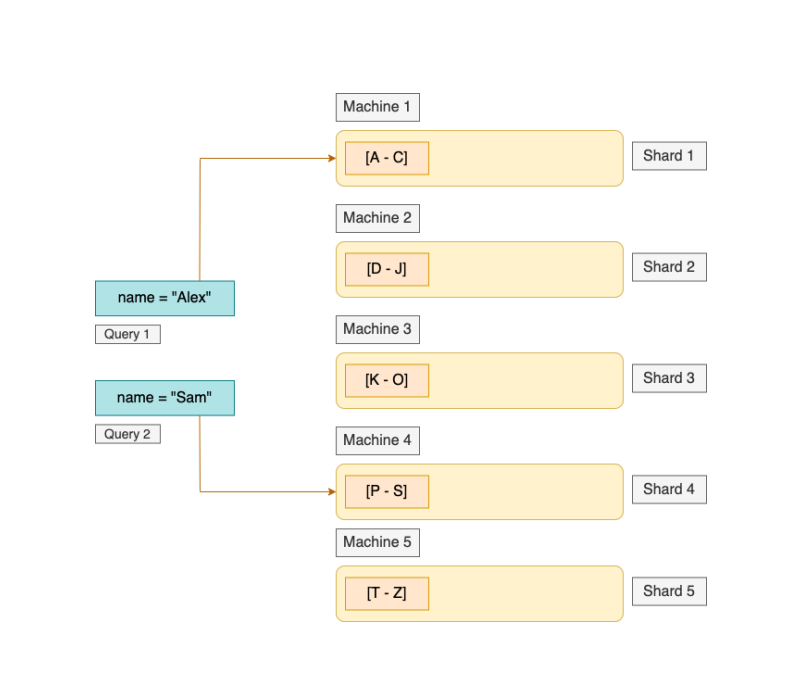 Machine 1
[A - C]
Shard 1
Machine 2
[D - J]
Shard 2
name = "Alex"
Query 1
Machine 3
[K - O]
Shard 3
name = "Sam"
Query 2
Machine 4
[P - S]
Shard 4
Machine 5
[T - Z]
Shard 5